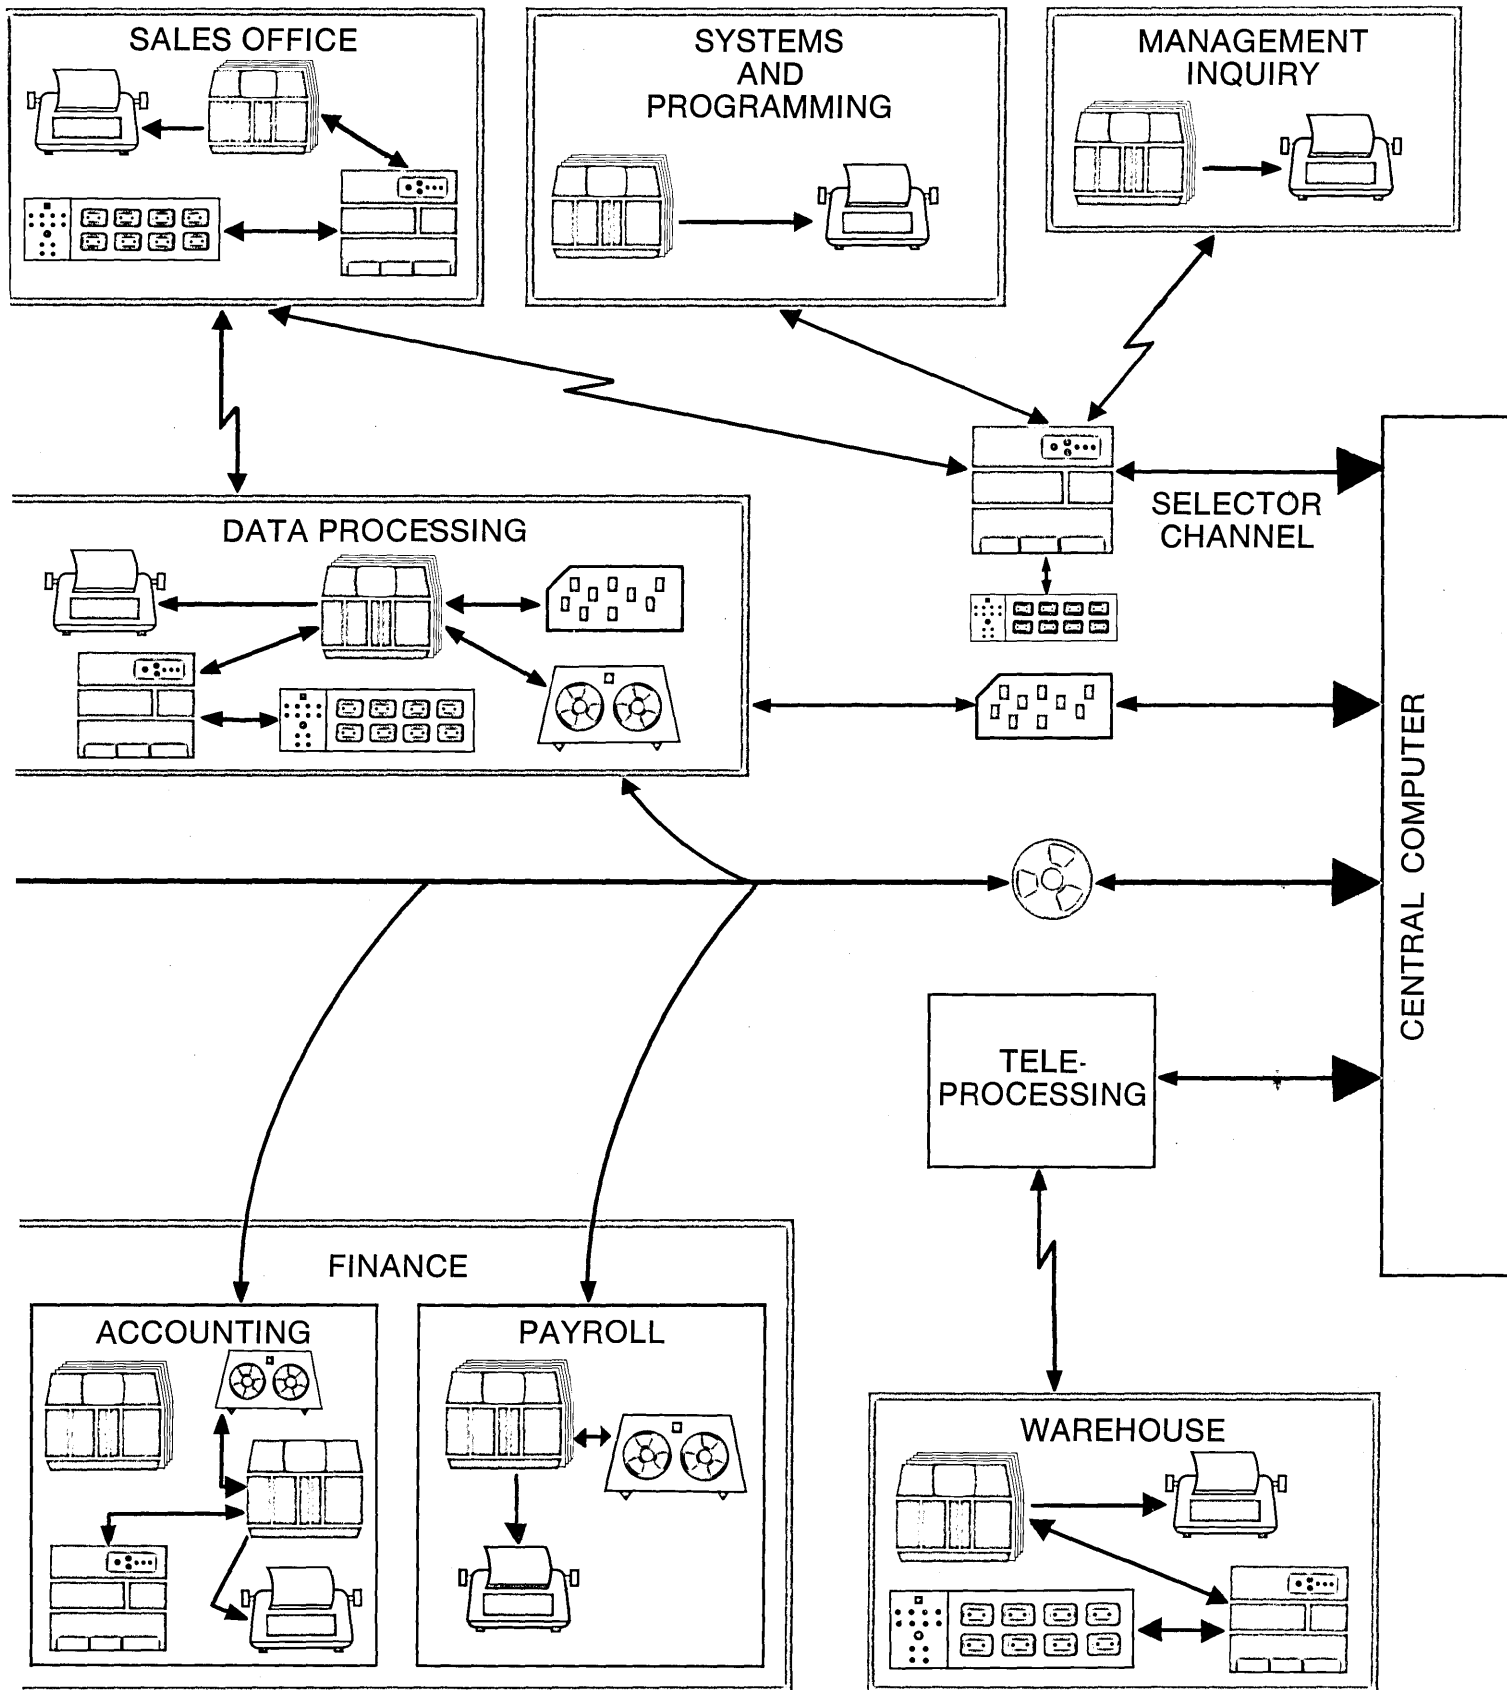 SALES OFFICE
SYSTEMS
AND
PROGRAMMING
MANAGEMENT
INQUIRY
SELECTOR
CHANNEL
DATA PROCESSING
CENTRAL COMPUTER
TELE-
PROCESSING
FINANCE
ACCOUNTING
PAYROLL
WAREHOUSE